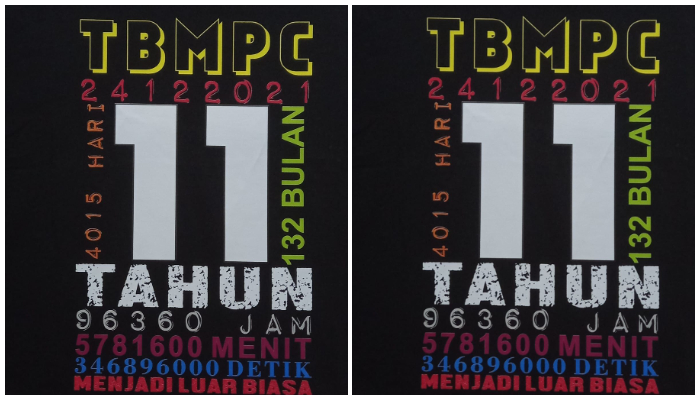 TBMPC
24122021
4015 HARI
11
132 BULAN
TAHUN
96360 JAM
5781600 MENIT
346896000 DETIK
MENJADI LUAR BIASA
TBMPC
24122021
4015 HARI
11
132 BULAN
TAHUN
96360 JAM
5781600 MENIT
346896000 DETIK
MENJADI LUAR BIASA